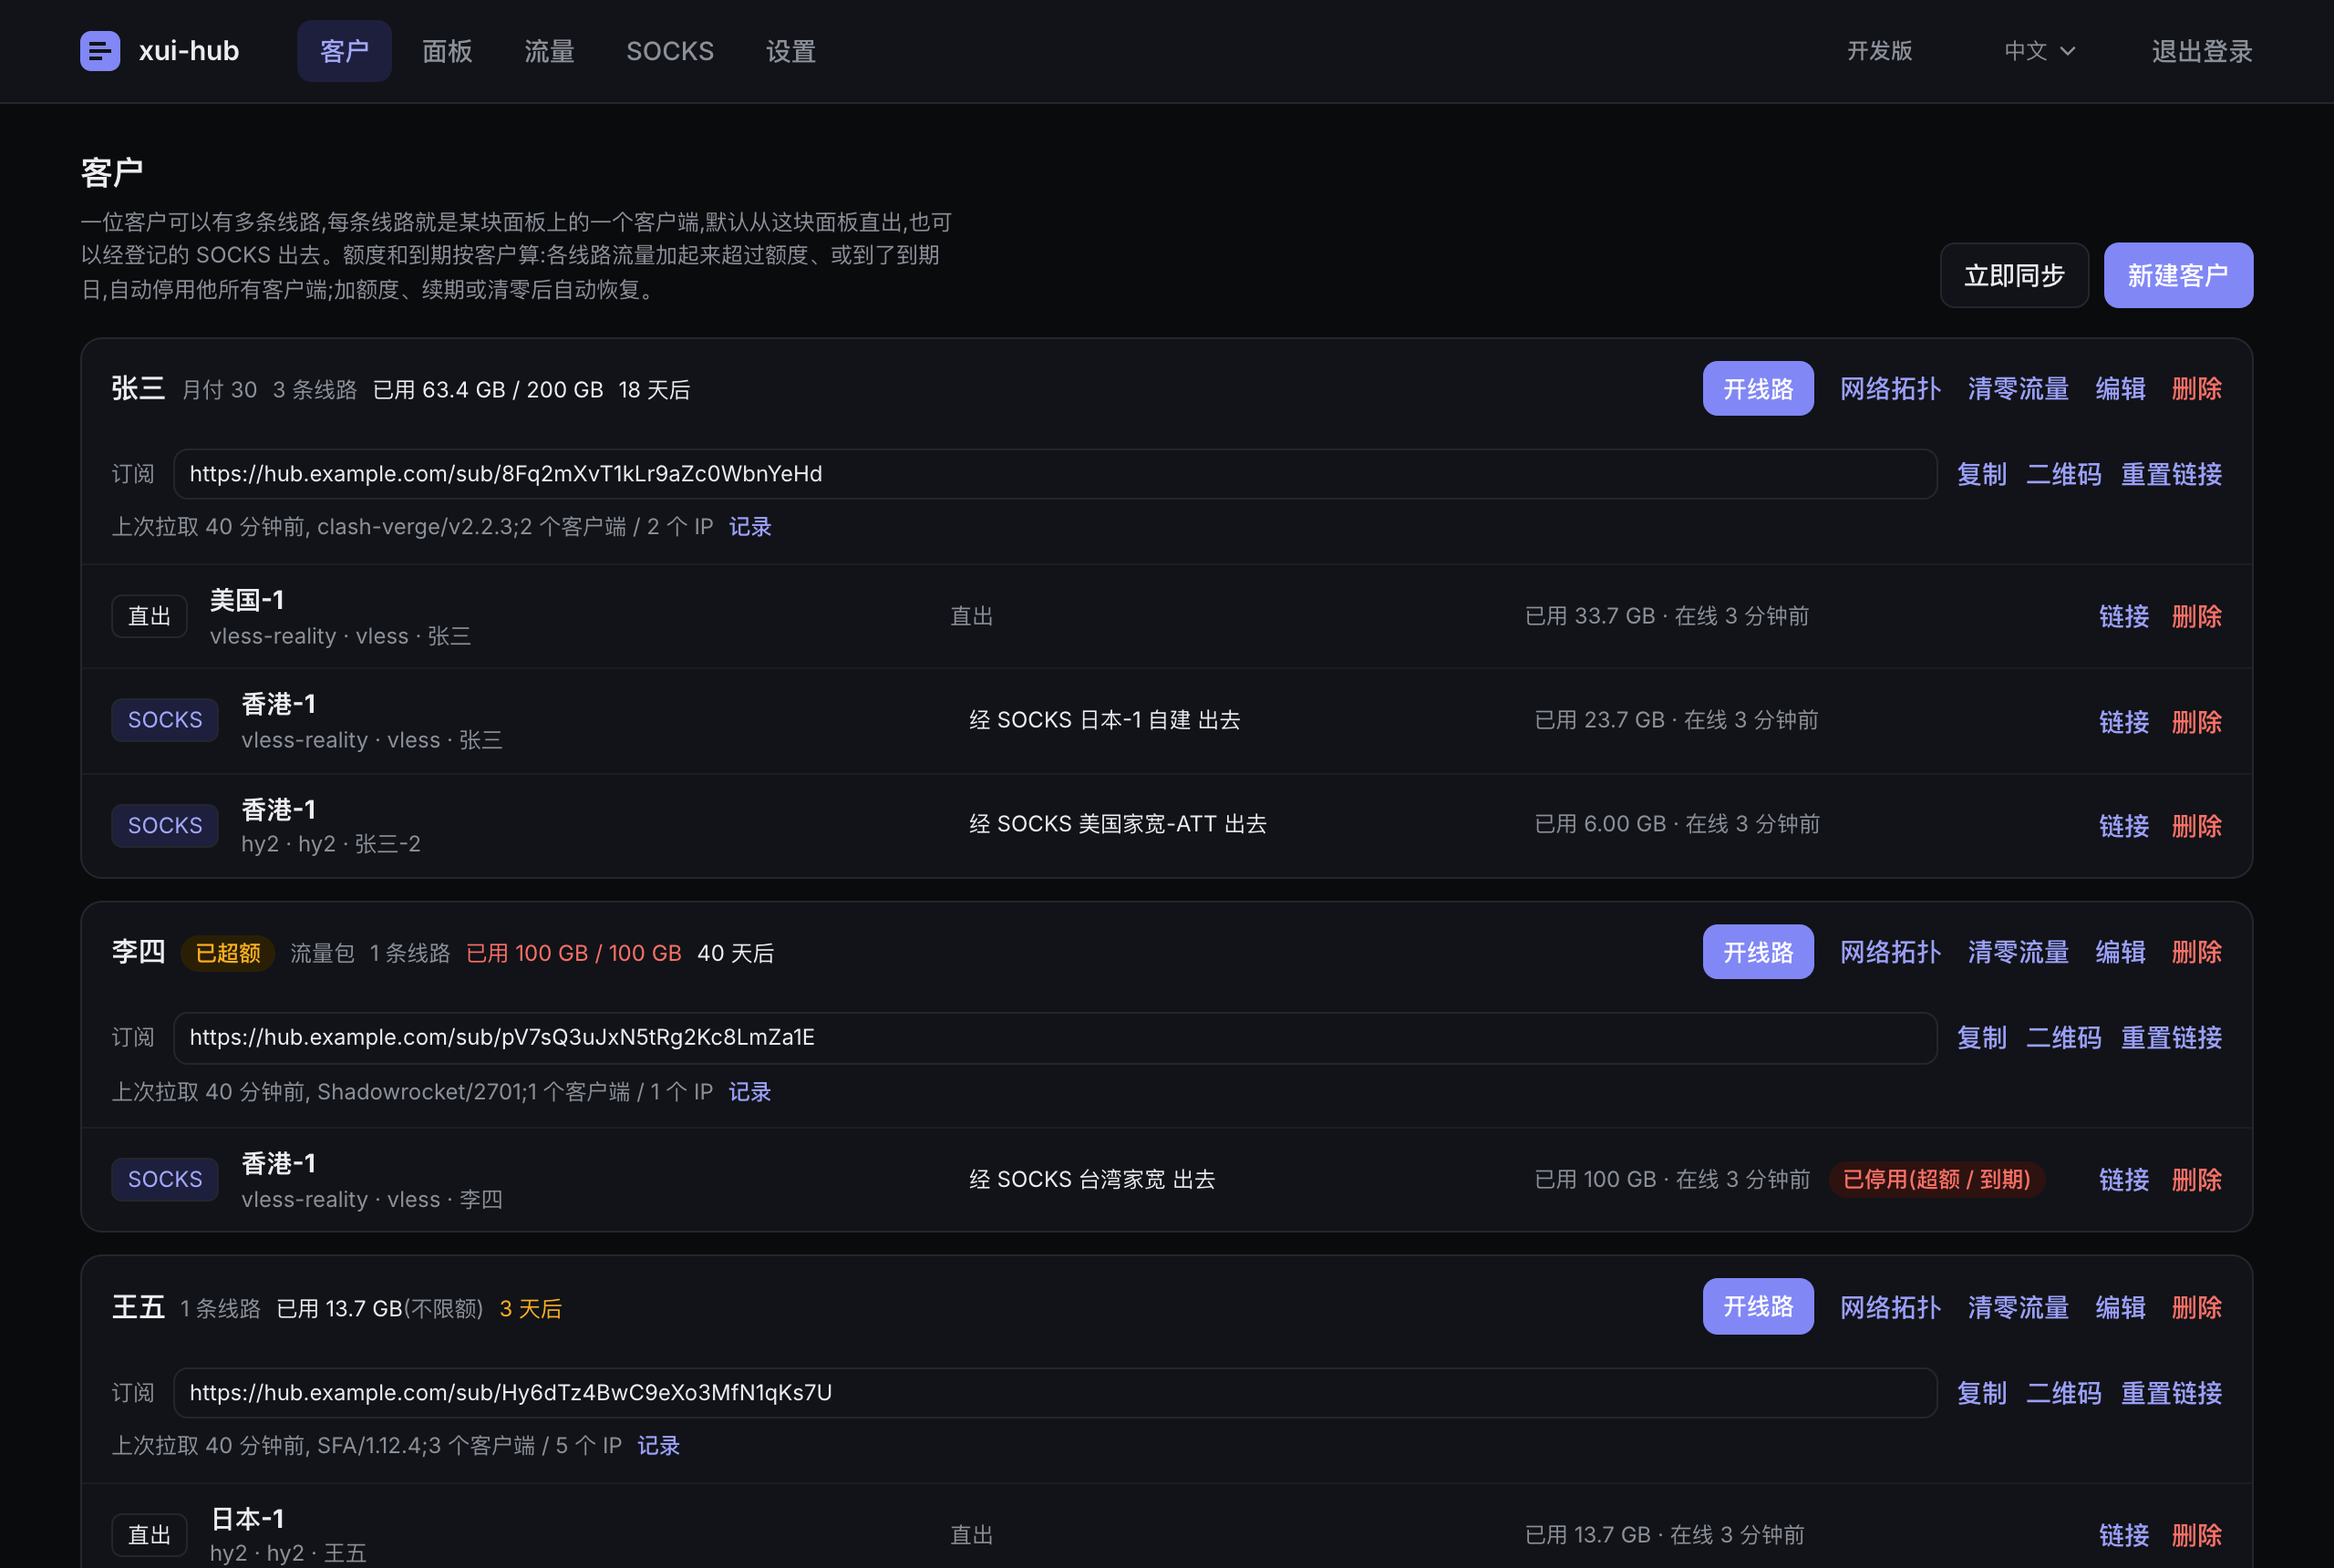 xui-hub 客户 面板 流量 SOCKS 设置 开发版 中文 退出登录
客户
一位客户可以有多条线路,每条线路就是某块面板上的一个客户端,默认从这块面板直出,也可
以经登记的 SOCKS 出去。额度和到期按客户算:各线路流量加起来超过额度、或到了到期
日,自动停用他所有客户端;加额度、续期或清零后自动恢复。
立即同步 新建客户
张三 月付 30 3 条线路 已用 63.4 GB / 200 GB 18 天后 开线路 网络拓扑 清零流量 编辑 删除
订阅 https://hub.example.com/sub/8Fq2mXvT1kLr9aZc0WbnYeHd 复制 二维码 重置链接
上次拉取 40 分钟前, clash-verge/v2.2.3;2 个客户端 / 2 个 IP 记录
直出 美国-1 直出 已用 33.7 GB · 在线 3 分钟前 链接 删除
vless-reality · vless · 张三
SOCKS 香港-1 经 SOCKS 日本-1 自建 出去 已用 23.7 GB · 在线 3 分钟前 链接 删除
vless-reality · vless · 张三
SOCKS 香港-1 经 SOCKS 美国家宽-ATT 出去 已用 6.00 GB · 在线 3 分钟前 链接 删除
hy2 · hy2 · 张三-2
李四 已超额 流量包 1 条线路 已用 100 GB / 100 GB 40 天后 开线路 网络拓扑 清零流量 编辑 删除
订阅 https://hub.example.com/sub/pV7sQ3uJxN5tRg2Kc8LmZa1E 复制 二维码 重置链接
上次拉取 40 分钟前, Shadowrocket/2701;1 个客户端 / 1 个 IP 记录
SOCKS 香港-1 经 SOCKS 台湾家宽 出去 已用 100 GB · 在线 3 分钟前 已停用(超额 / 到期) 链接 删除
vless-reality · vless · 李四
王五 1 条线路 已用 13.7 GB(不限额) 3 天后 开线路 网络拓扑 清零流量 编辑 删除
订阅 https://hub.example.com/sub/Hy6dTz4BwC9eXo3MfN1qKs7U 复制 二维码 重置链接
上次拉取 40 分钟前, SFA/1.12.4;3 个客户端 / 5 个 IP 记录
直出 日本-1 直出 已用 13.7 GB · 在线 3 分钟前 链接 删除
hy2 · hy2 · 王五